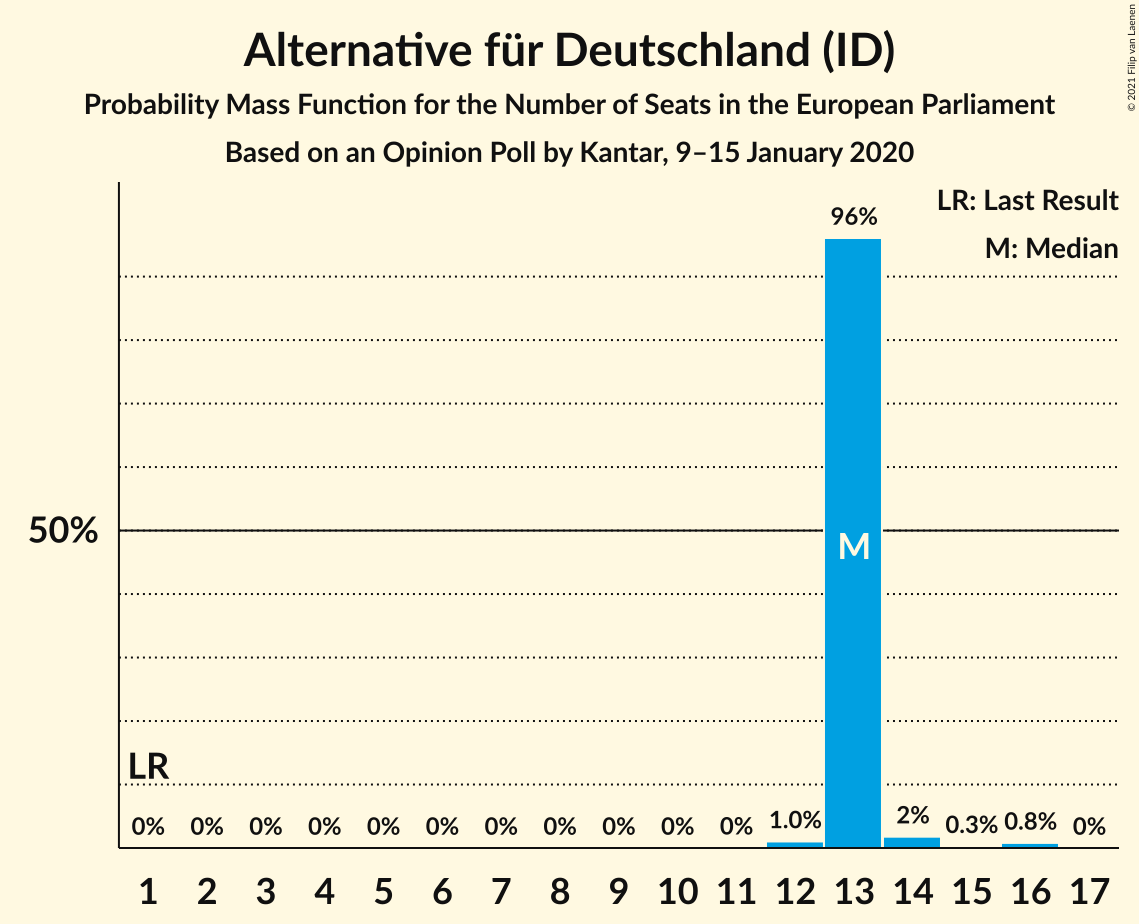 © 2021 Filip van Laenen
Alternative für Deutschland (ID)
Probability Mass Function for the Number of Seats in the European Parliament
Based on an Opinion Poll by Kantar, 9–15 January 2020
LR: Last Result
M: Median
96%
50%
M
LR
0% 0% 0% 0% 0% 0% 0% 0% 0% 0% 0% 1.0% 2% 0.3% 0.8% 0%
1 2 3 4 5 6 7 8 9 10 11 12 13 14 15 16 17